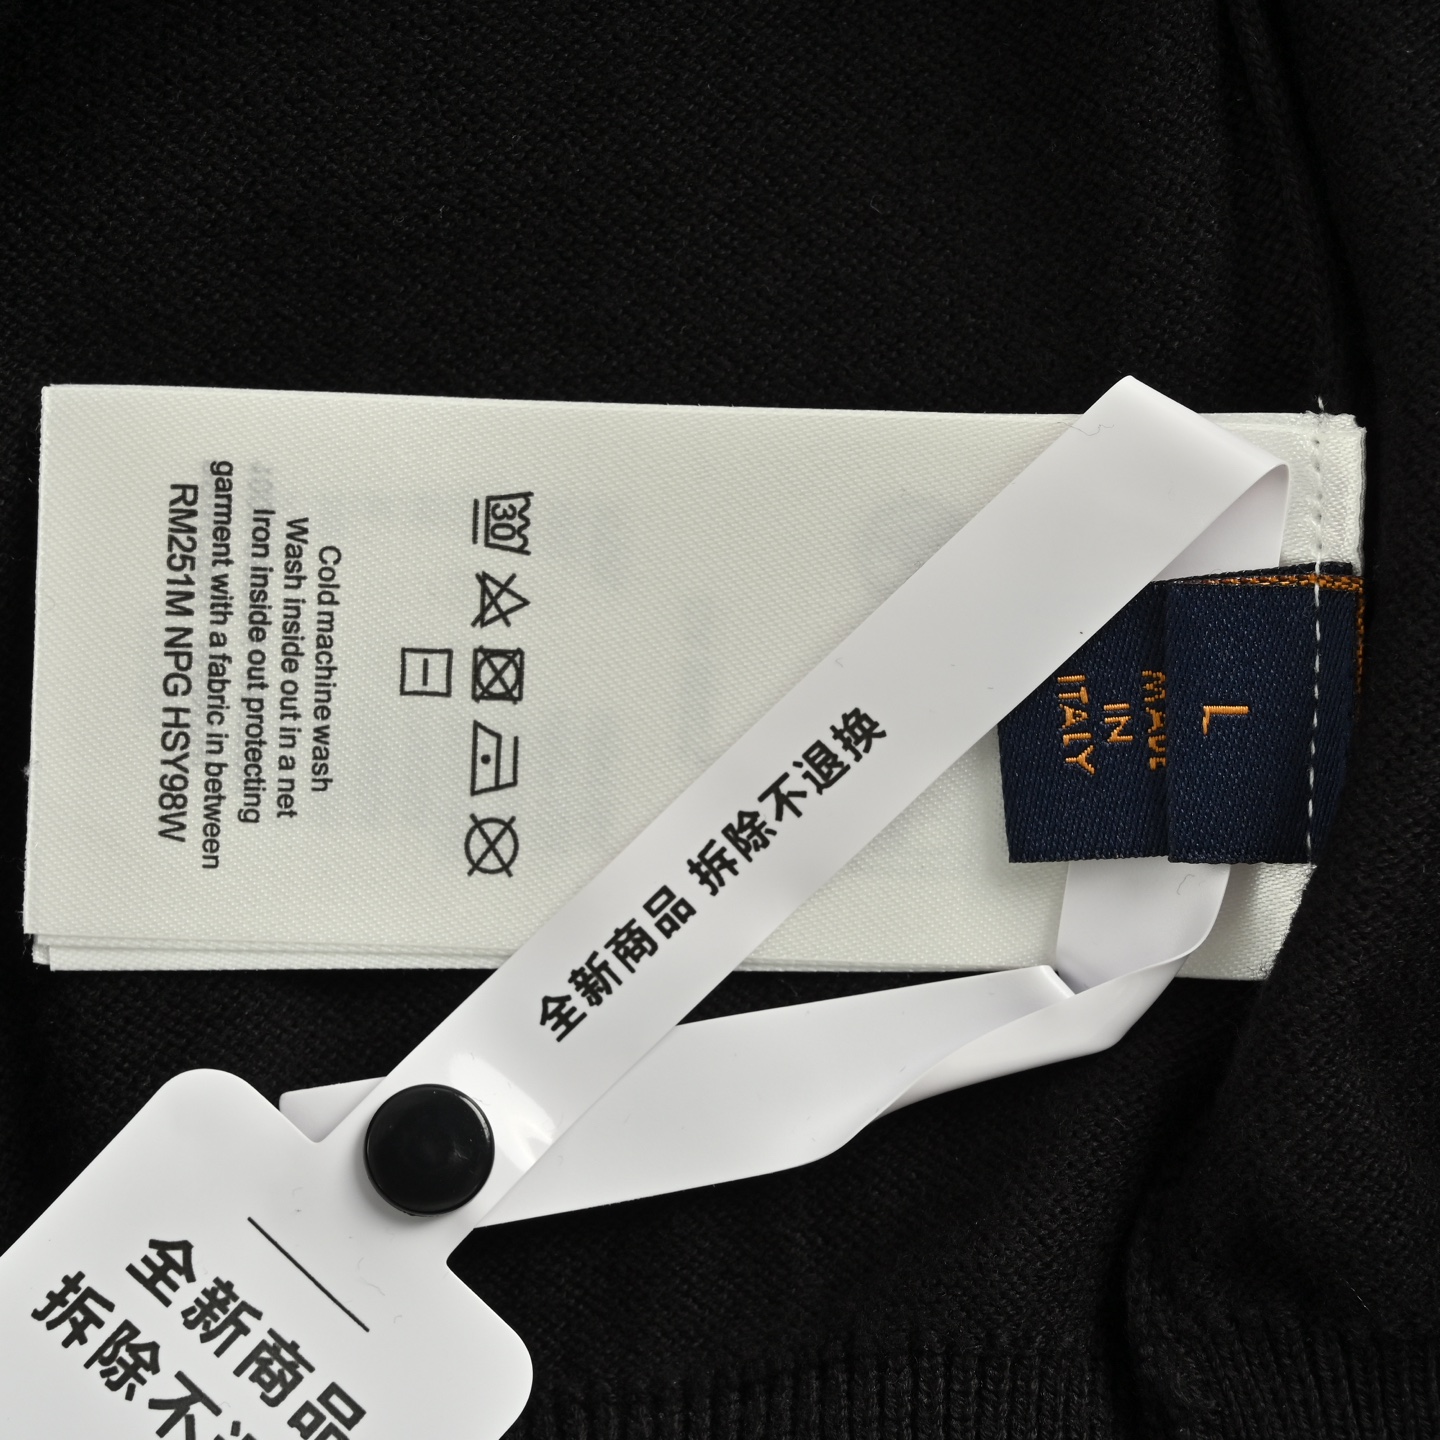 Cold machine wash
Wash inside out in a net
Iron inside out protecting
garment with a fabric in between
RM251M NPG HSY98W
30
L
MADE
IN
ITALY
全新商品 拆除不退换
全新商品
拆除不退